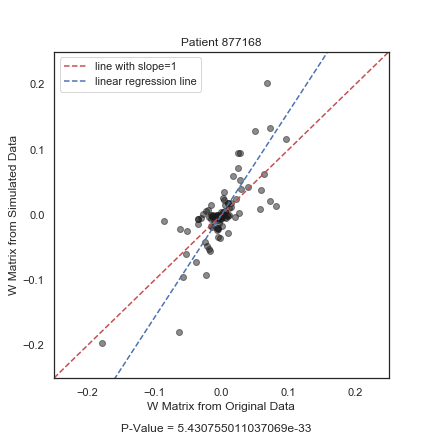 Patient 877168
line with slope=1
linear regression line
W Matrix from Simulated Data
0.2
0.1
0.0
−0.1
−0.2
−0.2
−0.1
0.0
0.1
0.2
W Matrix from Original Data
P-Value = 5.430755011037069e-33